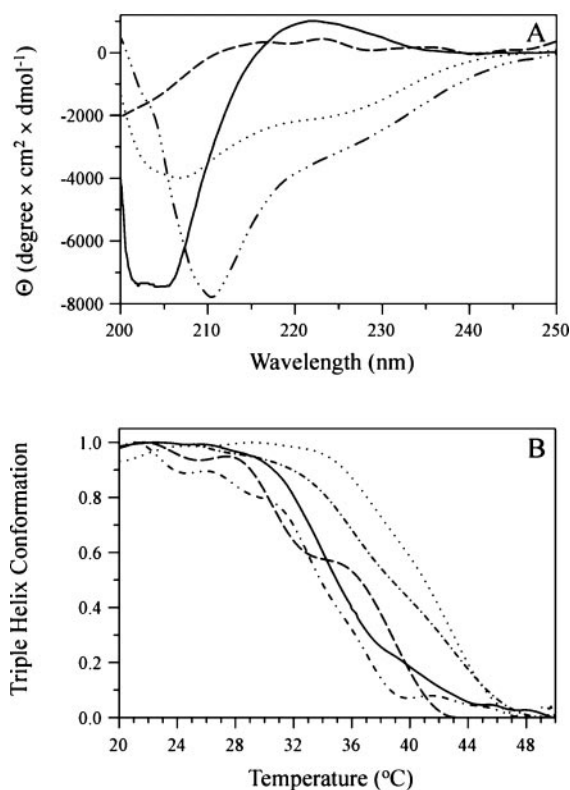 A
0
-2000
-4000
-6000
-8000
Θ (degree × cm² × dmol⁻¹)
200 210 220 230 240 250
Wavelength (nm)
B
1.0
0.8
0.6
0.4
0.2
0.0
Triple Helix Conformation
20 24 28 32 36 40 44 48
Temperature (°C)